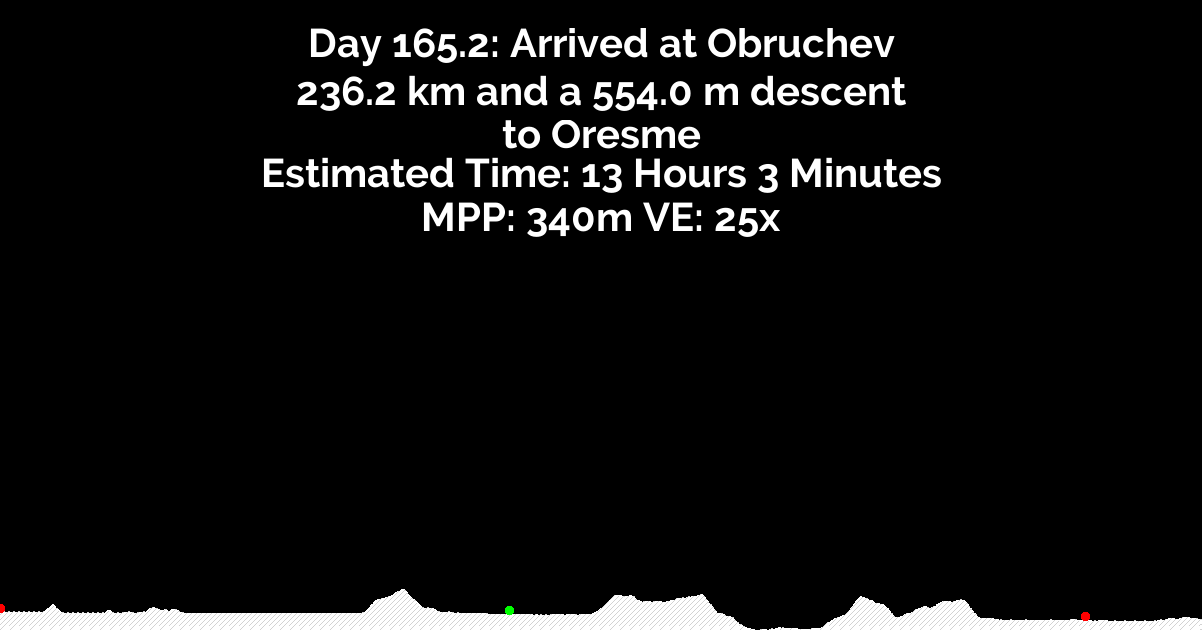 Day 165.2: Arrived at Obruchev
236.2 km and a 554.0 m descent
to Oresme
Estimated Time: 13 Hours 3 Minutes
MPP: 340m VE: 25x